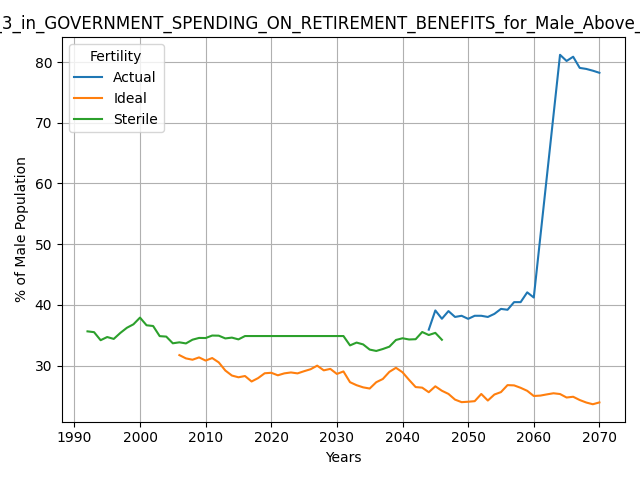 _3_in_GOVERNMENT_SPENDING_ON_RETIREMENT_BENEFITS_for_Male_Above_
Fertility
Actual
Ideal
Sterile
% of Male Population
80
70
60
50
40
30
1990 2000 2010 2020 2030 2040 2050 2060 2070
Years